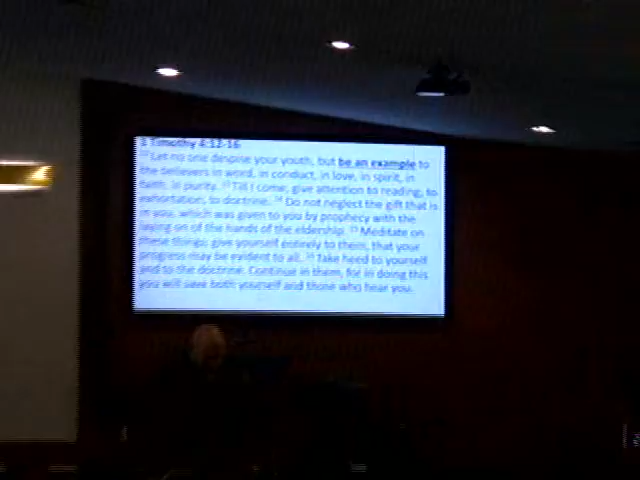 1 Timothy 4:12-16
12 Let no one despise your youth, but be an example to
the believers in word, in conduct, in love, in spirit, in
faith, in purity. 13 Till I come, give attention to reading, to
exhortation, to doctrine. 14 Do not neglect the gift that is
in you, which was given to you by prophecy with the
laying on of the hands of the eldership. 15 Meditate on
these things; give yourself entirely to them, that your
progress may be evident to all. 16 Take heed to yourself
and to the doctrine. Continue in them, for in doing this
you will save both yourself and those who hear you.